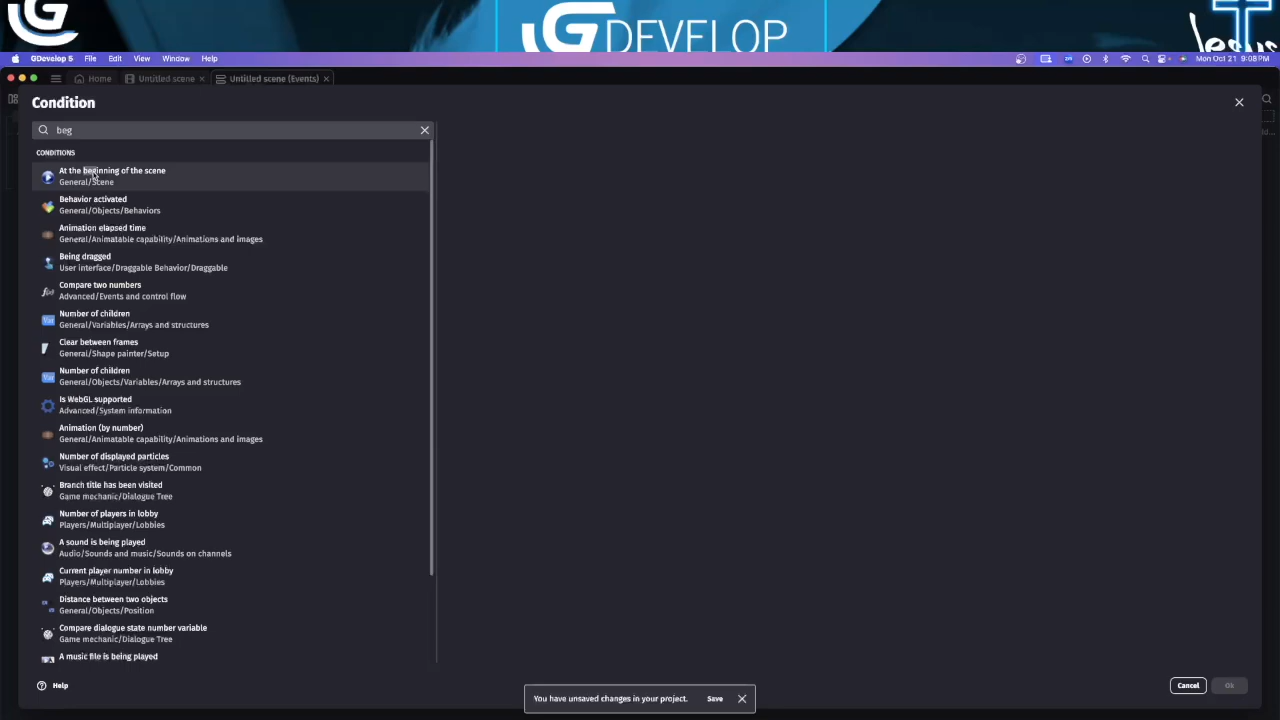 GDEVELOP
Jesus
GDevelop 5 File Edit View Window Help
Mon Oct 21 9:08PM
Home Untitled scene Untitled scene (Events)
Condition
beg
CONDITIONS
At the beginning of the scene
General/Scene
Behavior activated
General/Objects/Behaviors
Animation elapsed time
General/Animatable capability/Animations and images
Being dragged
User interface/Draggable Behavior/Draggable
Compare two numbers
Advanced/Events and control flow
Number of children
General/Variables/Arrays and structures
Clear between frames
General/Shape painter/Setup
Number of children
General/Objects/Variables/Arrays and structures
Is WebGL supported
Advanced/System information
Animation (by number)
General/Animatable capability/Animations and images
Number of displayed particles
Visual effect/Particle system/Common
Branch title has been visited
Game mechanic/Dialogue Tree
Number of players in lobby
Players/Multiplayer/Lobbies
A sound is being played
Audio/Sounds and music/Sounds on channels
Current player number in lobby
Players/Multiplayer/Lobbies
Distance between two objects
General/Objects/Position
Compare dialogue state number variable
Game mechanic/Dialogue Tree
A music file is being played
Help
You have unsaved changes in your project. Save
Cancel Ok